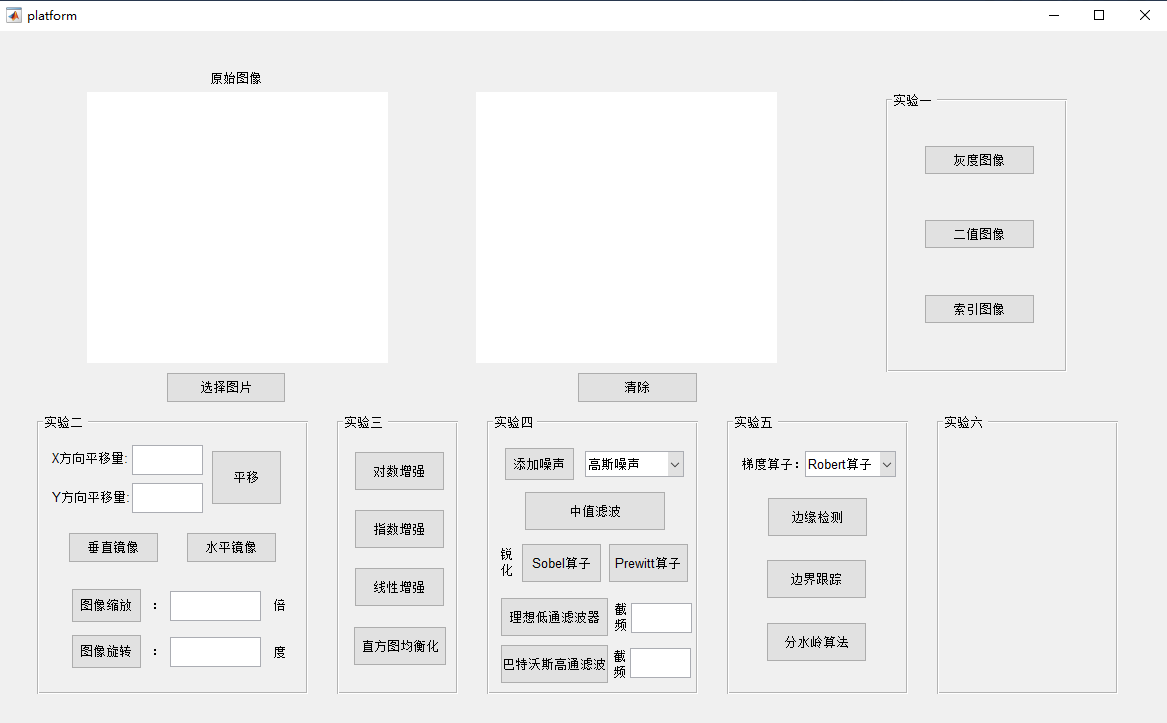 platform
原始图像
选择图片
清除
实验一
灰度图像
二值图像
索引图像
实验二
X方向平移量:
Y方向平移量:
平移
垂直镜像
水平镜像
图像缩放 : 倍
图像旋转 : 度
实验三
对数增强
指数增强
线性增强
直方图均衡化
实验四
添加噪声 高斯噪声
中值滤波
锐
化
Sobel算子 Prewitt算子
理想低通滤波器
截
频
巴特沃斯高通滤波
截
频
实验五
梯度算子: Robert算子
边缘检测
边界跟踪
分水岭算法
实验六